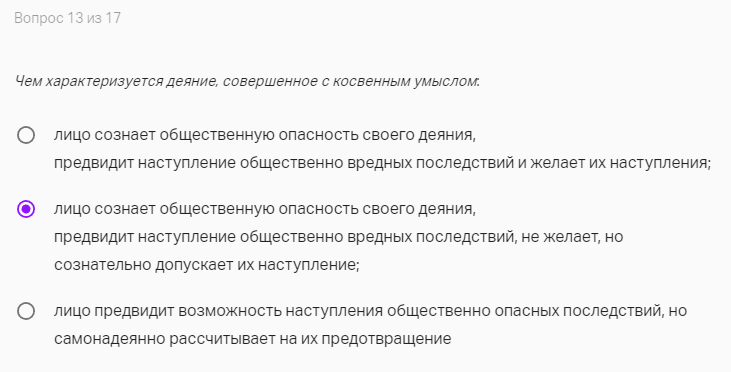 Вопрос 13 из 17
Чем характеризуется деяние, совершенное с косвенным умыслом:
лицо сознает общественную опасность своего деяния,
предвидит наступление общественно вредных последствий и желает их наступления;
лицо сознает общественную опасность своего деяния,
предвидит наступление общественно вредных последствий, не желает, но
сознательно допускает их наступление;
лицо предвидит возможность наступления общественно опасных последствий, но
самонадеянно рассчитывает на их предотвращение